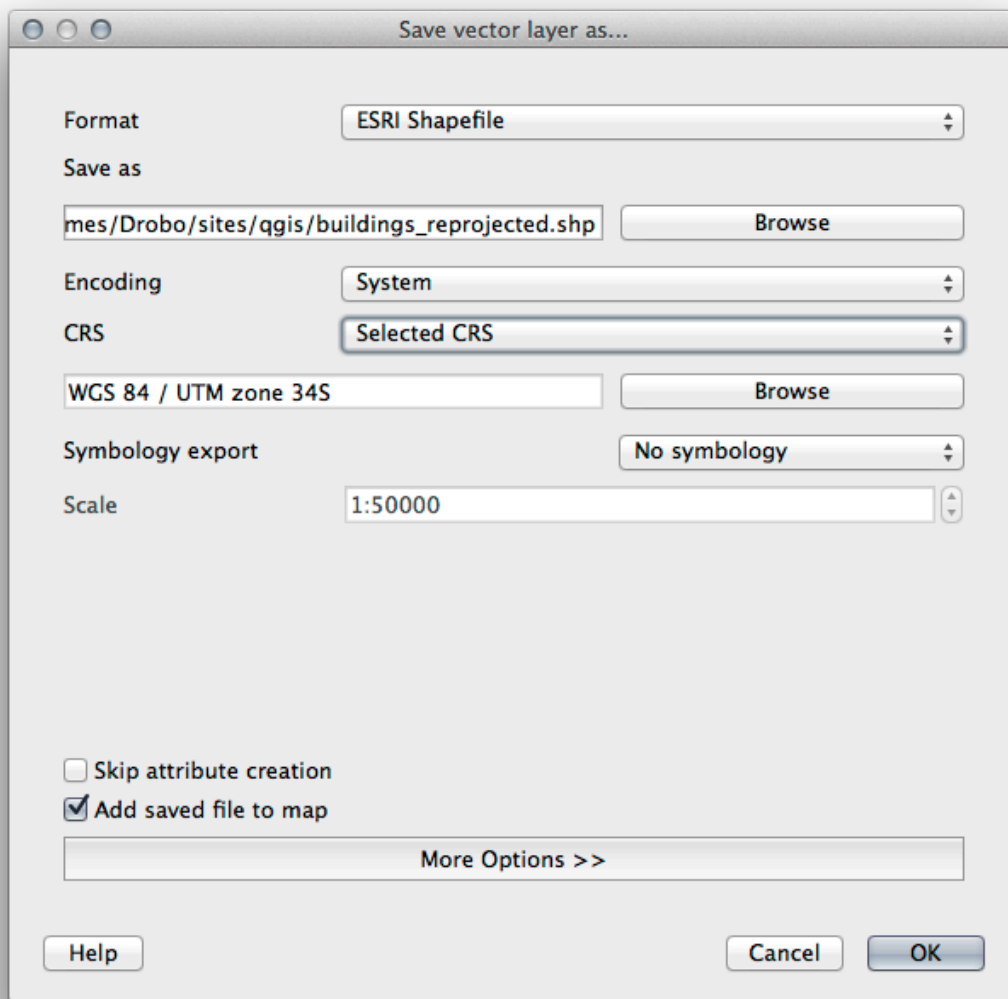 Save vector layer as...
Format ESRI Shapefile
Save as
mes/Drobo/sites/qgis/buildings_reprojected.shp Browse
Encoding System
CRS Selected CRS
WGS 84 / UTM zone 34S Browse
Symbology export No symbology
Scale 1:50000
Skip attribute creation
Add saved file to map
More Options >>
Help Cancel OK